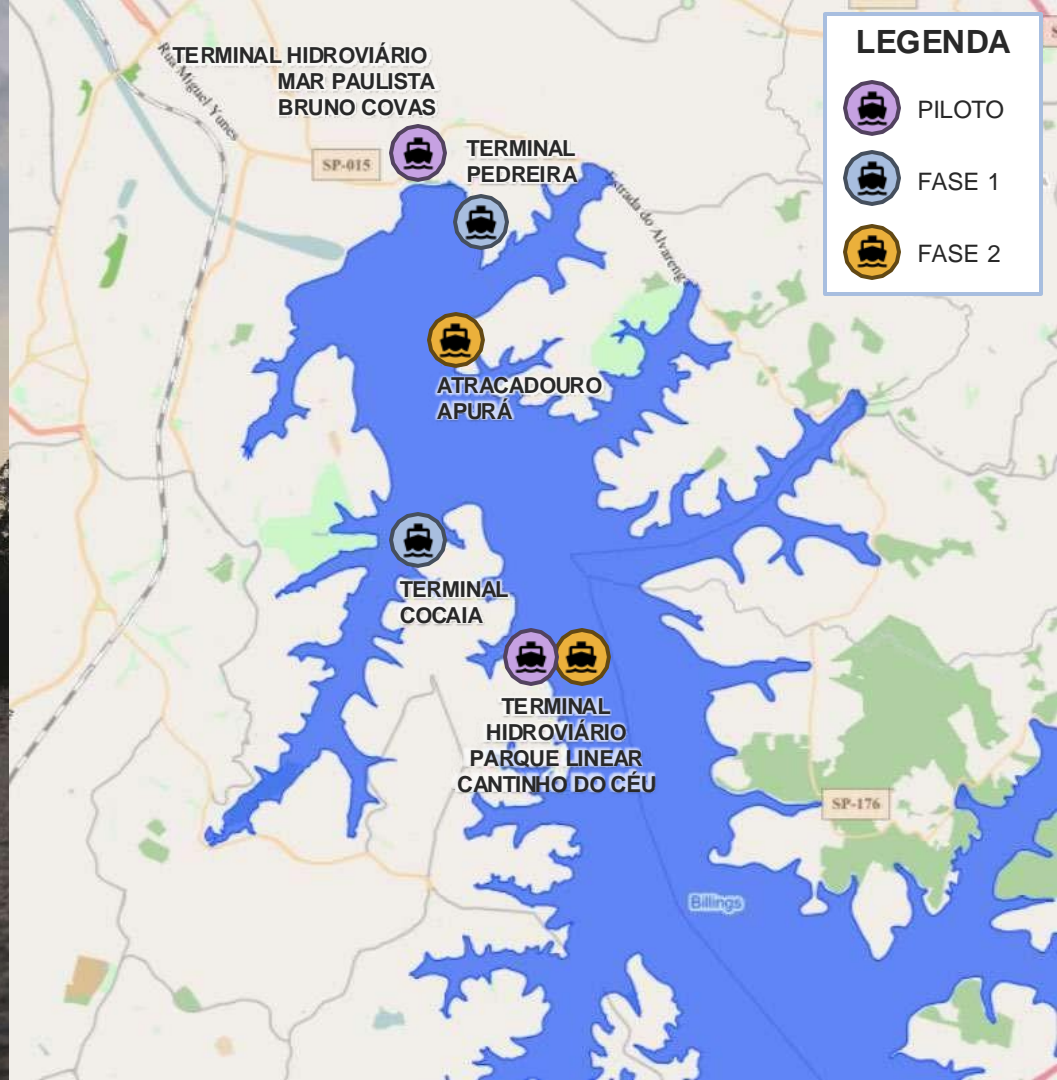 LEGENDA
PILOTO
FASE 1
FASE 2
TERMINAL HIDROVIÁRIO
MAR PAULISTA
BRUNO COVAS
Rua Miguel Yunes
SP-015
TERMINAL
PEDREIRA
Estrada do Alvarenga
ATRACADOURO
APURÁ
TERMINAL
COCAIA
TERMINAL
HIDROVIÁRIO
PARQUE LINEAR
CANTINHO DO CÉU
SP-176
Billings